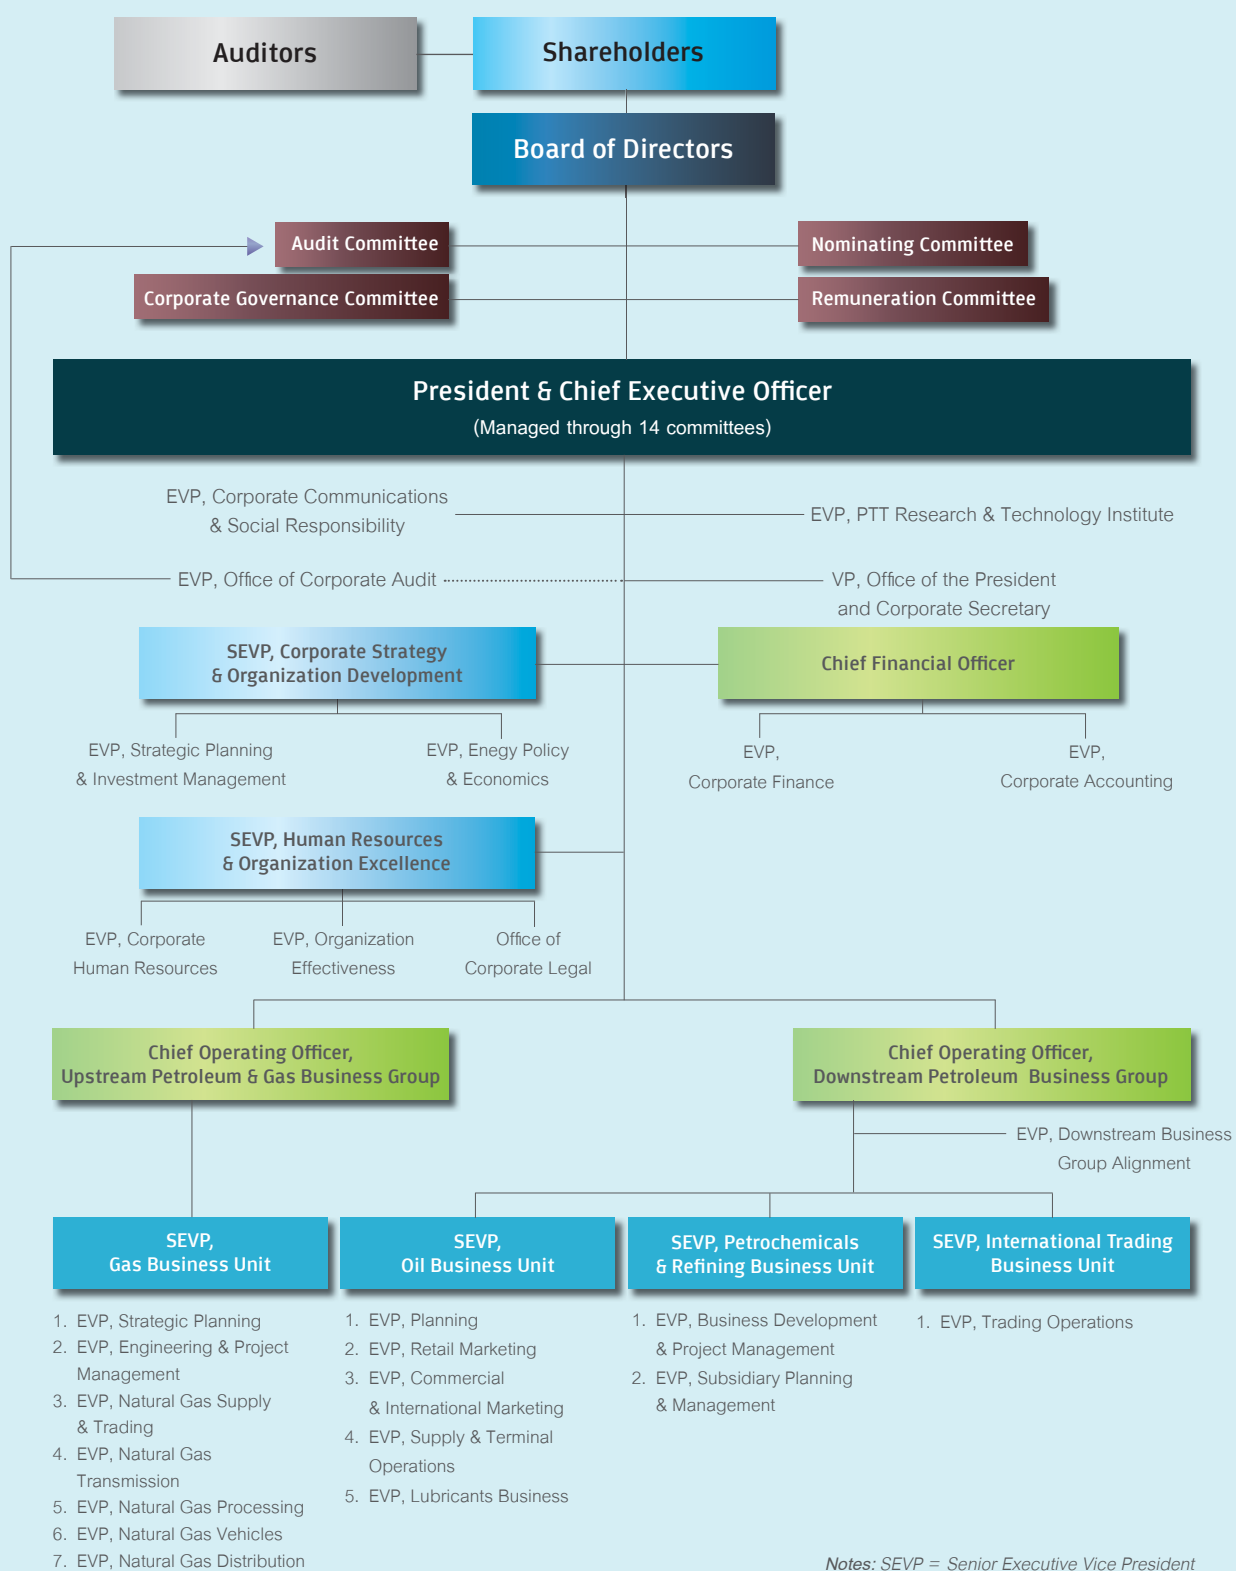 Auditors
Shareholders
Board of Directors
Audit Committee
Nominating Committee
Corporate Governance Committee
Remuneration Committee
President & Chief Executive Officer
(Managed through 14 committees)
EVP, Corporate Communications
& Social Responsibility
EVP, PTT Research & Technology Institute
EVP, Office of Corporate Audit
VP, Office of the President
and Corporate Secretary
SEVP, Corporate Strategy
& Organization Development
Chief Financial Officer
EVP, Strategic Planning
& Investment Management
EVP, Enegy Policy
& Economics
EVP,
Corporate Finance
EVP,
Corporate Accounting
SEVP, Human Resources
& Organization Excellence
EVP, Corporate
Human Resources
EVP, Organization
Effectiveness
Office of
Corporate Legal
Chief Operating Officer,
Upstream Petroleum & Gas Business Group
Chief Operating Officer,
Downstream Petroleum Business Group
EVP, Downstream Business
Group Alignment
SEVP,
Gas Business Unit
1. EVP, Strategic Planning
2. EVP, Engineering & Project
Management
3. EVP, Natural Gas Supply
& Trading
4. EVP, Natural Gas
Transmission
5. EVP, Natural Gas Processing
6. EVP, Natural Gas Vehicles
7. EVP, Natural Gas Distribution
SEVP,
Oil Business Unit
1. EVP, Planning
2. EVP, Retail Marketing
3. EVP, Commercial
& International Marketing
4. EVP, Supply & Terminal
Operations
5. EVP, Lubricants Business
SEVP, Petrochemicals
& Refining Business Unit
1. EVP, Business Development
& Project Management
2. EVP, Subsidiary Planning
& Management
SEVP, International Trading
Business Unit
1. EVP, Trading Operations
Notes: SEVP = Senior Executive Vice President